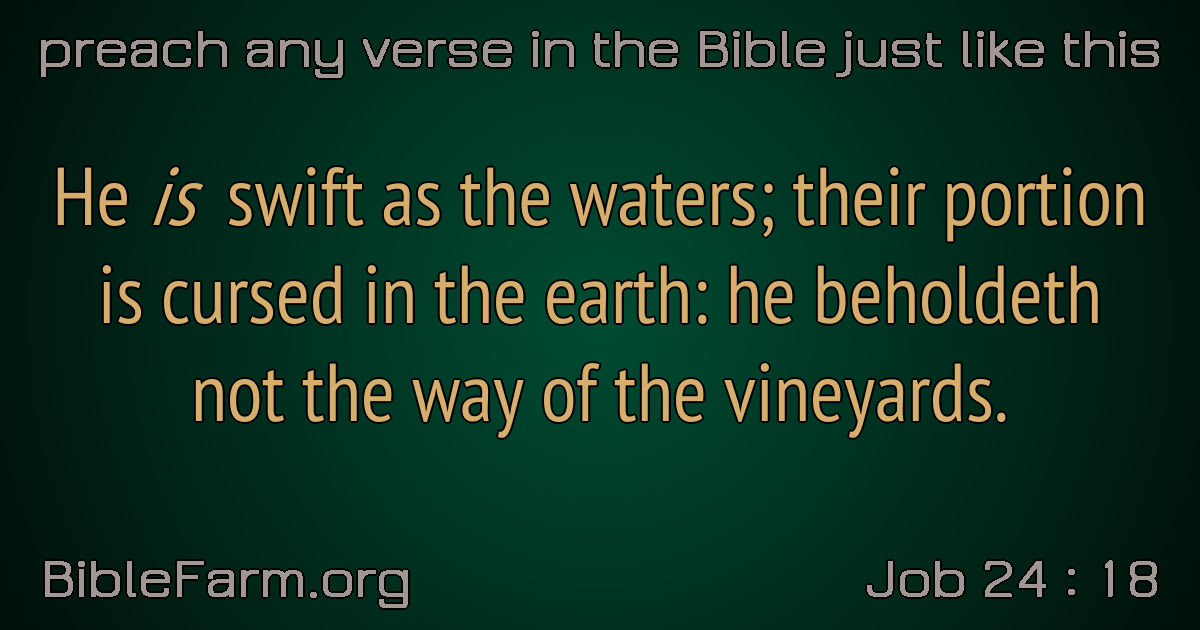 preach any verse in the Bible just like this
He is swift as the waters; their portion
is cursed in the earth: he beholdeth
not the way of the vineyards.
BibleFarm.org
Job 24 : 18